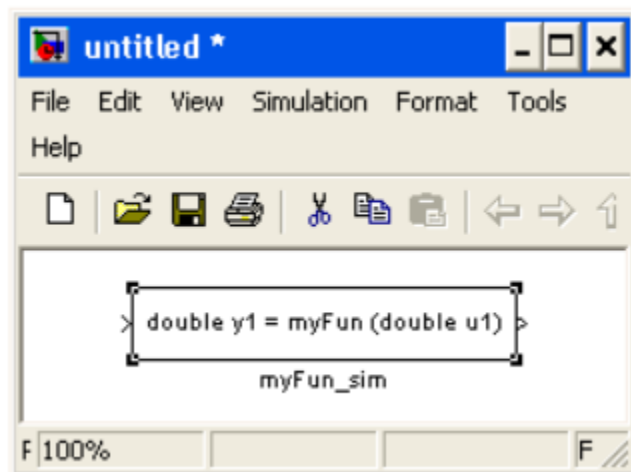 untitled *
File Edit View Simulation Format Tools
Help
double y1 = myFun (double u1)
myFun_sim
F 100% F